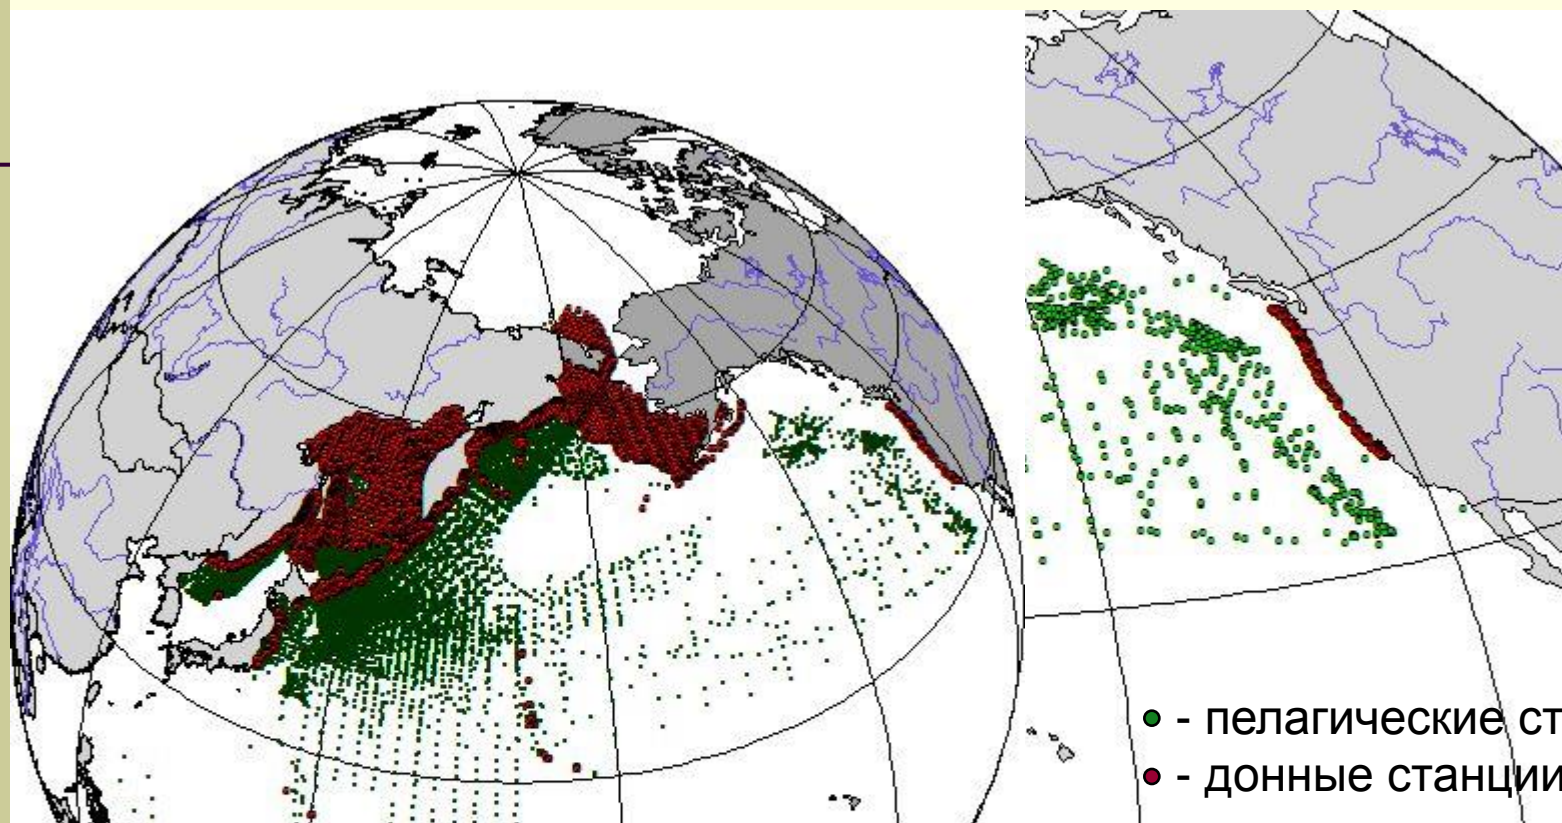 - пелагические ст
- донные станции